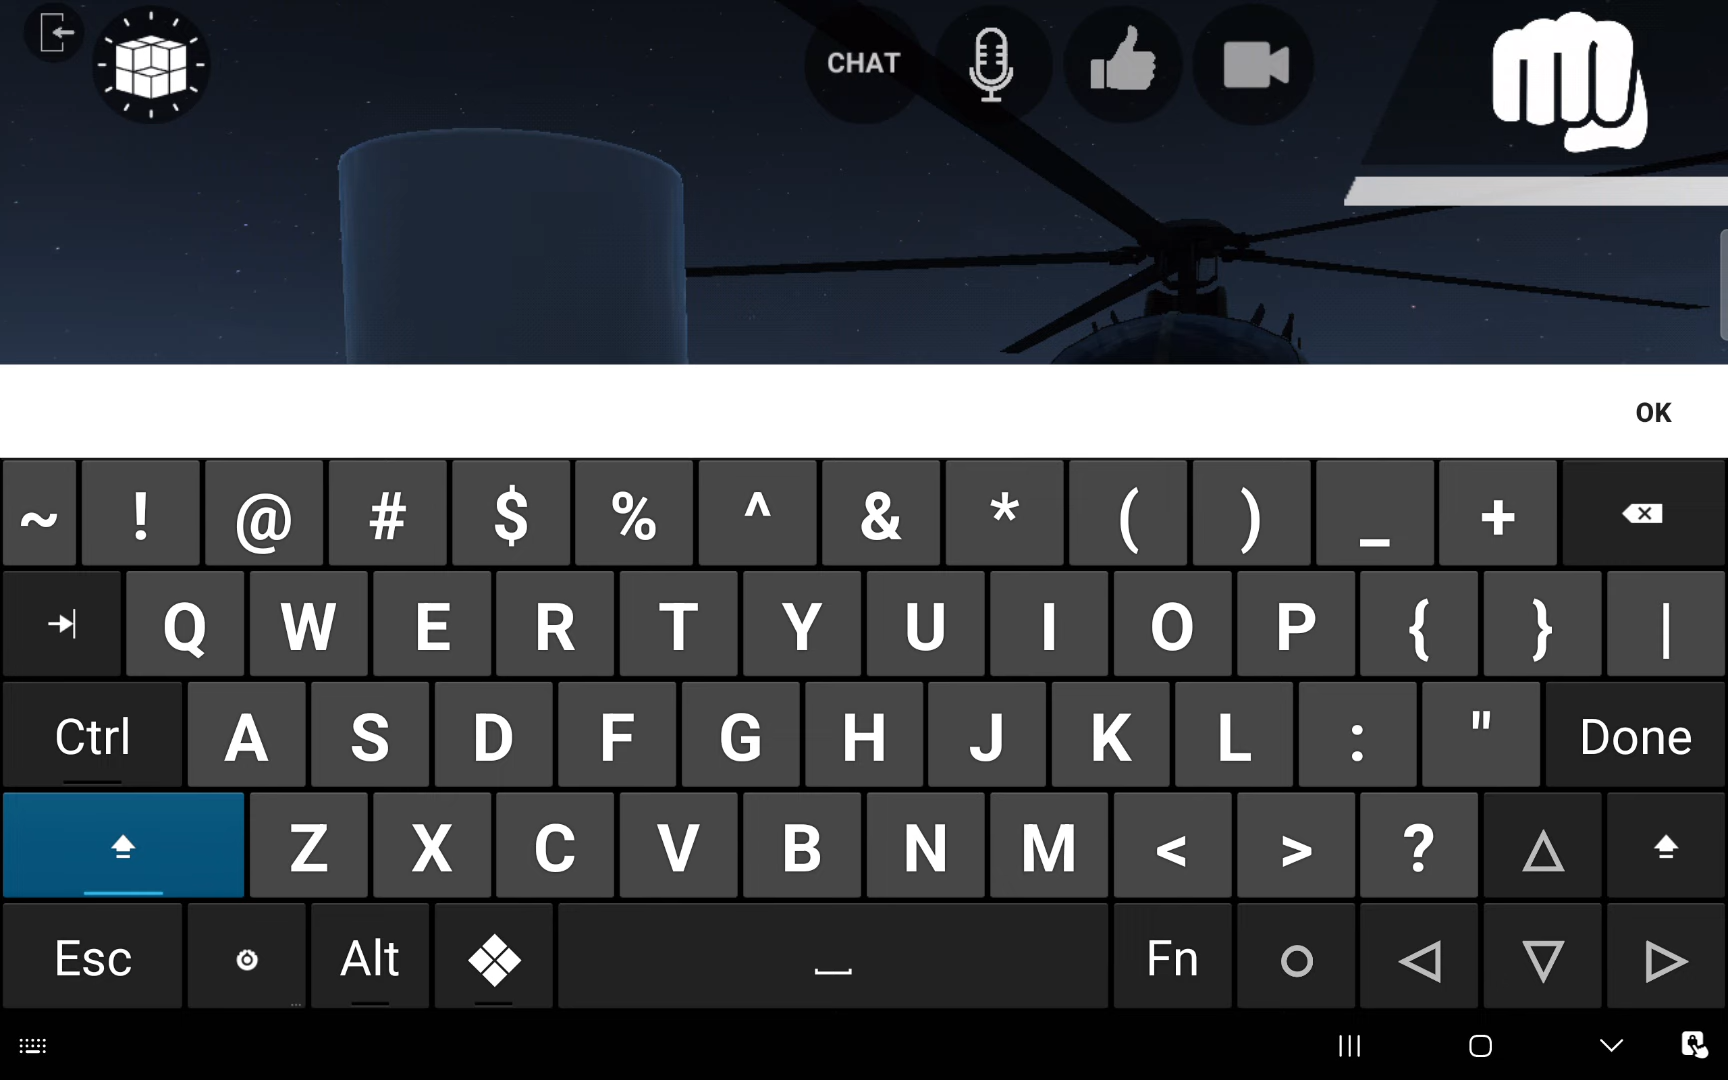 CHAT
OK
~ ! @ # $ % ^ & * ( ) _ +
Q W E R T Y U I O P { } |
Ctrl A S D F G H J K L : " Done
Z X C V B N M < > ?
Esc Alt Fn